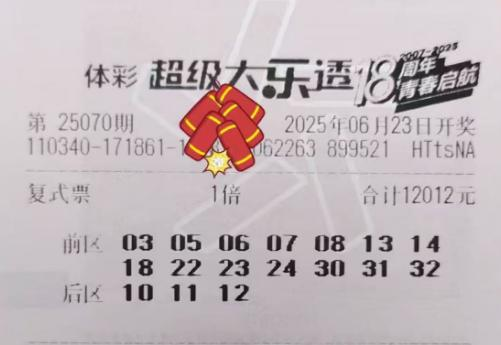 体彩 超级大乐透 18周年 2007-2025 青春启航
第 25070期 2025年06月23日开奖
110340-171861-1 062263 899521 HTtsNA
复式票 1倍 合计12012元
前区 03 05 06 07 08 13 14
18 22 23 24 30 31 32
后区 10 11 12